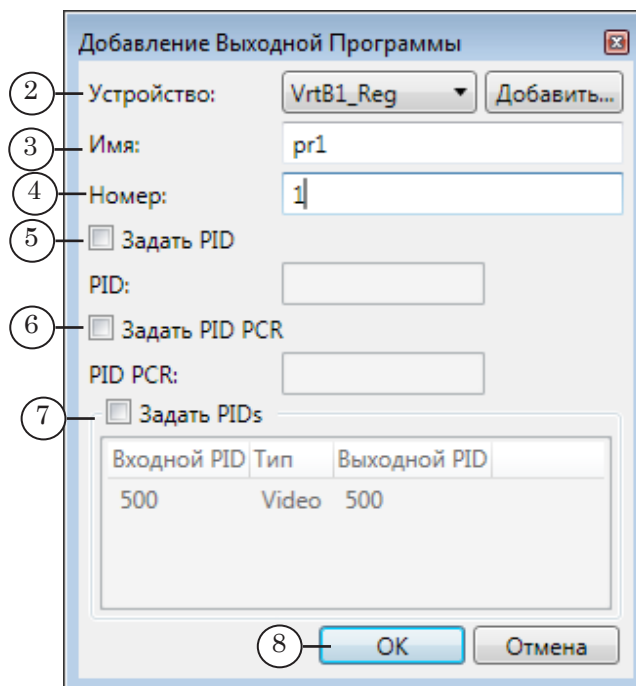 Добавление Выходной Программы
2 Устройство: VrtB1_Reg Добавить...
3 Имя: pr1
4 Номер: 1
5 Задать PID
PID:
6 Задать PID PCR
PID PCR:
7 Задать PIDs
Входной PID Тип Выходной PID
500 Video 500
8 OK Отмена